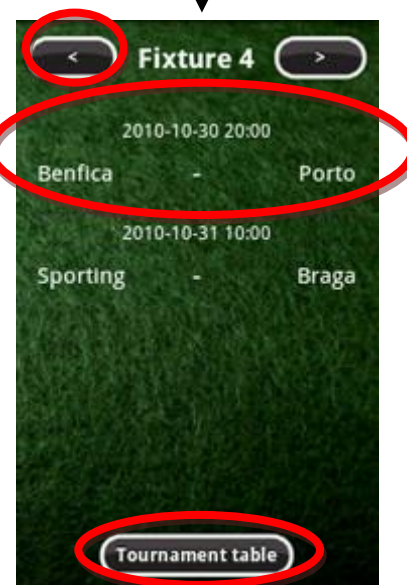 < Fixture 4 >
2010-10-30 20:00
Benfica - Porto
2010-10-31 10:00
Sporting - Braga
Tournament table